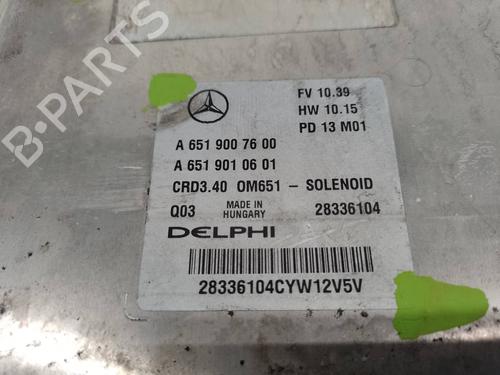 FV 10.39
HW 10.15
PD 13 M01
A 651 900 76 00
A 651 901 06 01
CRD3.40 OM651 - SOLENOID
Q03 MADE IN HUNGARY 28336104
DELPHI
28336104CYW12V5V
B-PARTS